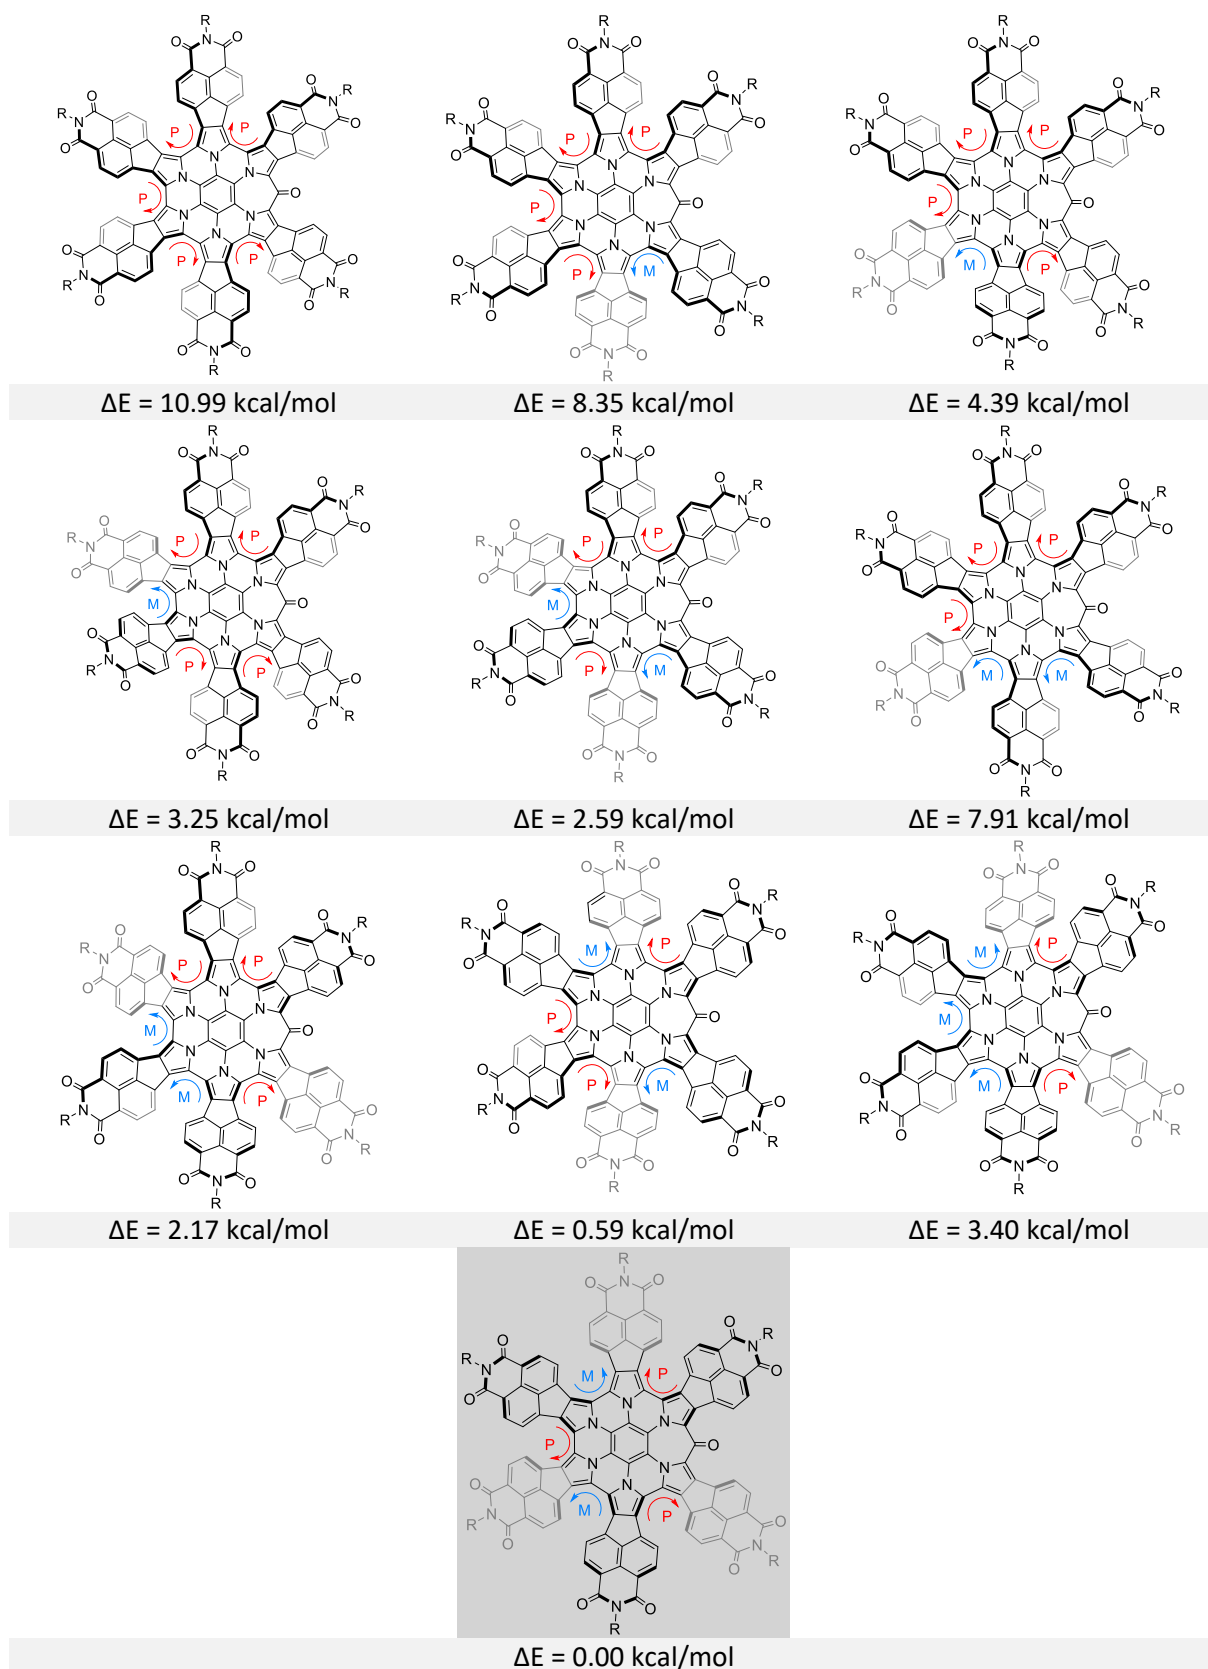 R
O N O
O O
R N P P N R
O O
N
N N
P O
N N
N
O P P O
N N
R O O R
O N O
R
ΔE = 10.99 kcal/mol
R
O N O
O O
R N P P N R
O O
N
N N
P O
N N
N
O P M O
N N
R O O R
O N O
R
ΔE = 8.35 kcal/mol
R
O N O
O O
R N P P N R
O O
N
N N
P O
N N
N
O M P O
N N
R O O R
O N O
R
ΔE = 4.39 kcal/mol
R
O N O
O O
R N P P N R
O O
N
N N
M O
N N
N
O P P O
N N
R O O R
O N O
R
ΔE = 3.25 kcal/mol
R
O N O
O O
R N P P N R
O O
N
N N
M O
N N
N
O P M O
N N
R O O R
O N O
R
ΔE = 2.59 kcal/mol
R
O N O
O O
R N P P N R
O O
N
N N
P O
N N
N
O M M O
N N
R O O R
O N O
R
ΔE = 7.91 kcal/mol
R
O N O
O O
R N P P N R
O O
N
N N
M O
N N
N
O M P O
N N
R O O R
O N O
R
ΔE = 2.17 kcal/mol
R
O N O
O O
R N M P N R
O O
N
N N
P O
N N
N
O P M O
N N
R O O R
O N O
R
ΔE = 0.59 kcal/mol
R
O N O
O O
R N M P N R
O O
N
N N
M O
N N
N
O M P O
N N
R O O R
O N O
R
ΔE = 3.40 kcal/mol
R
O N O
O O
R N M P N R
O O
N
N N
P O
N N
N
O M P O
N N
R O O R
O N O
R
ΔE = 0.00 kcal/mol